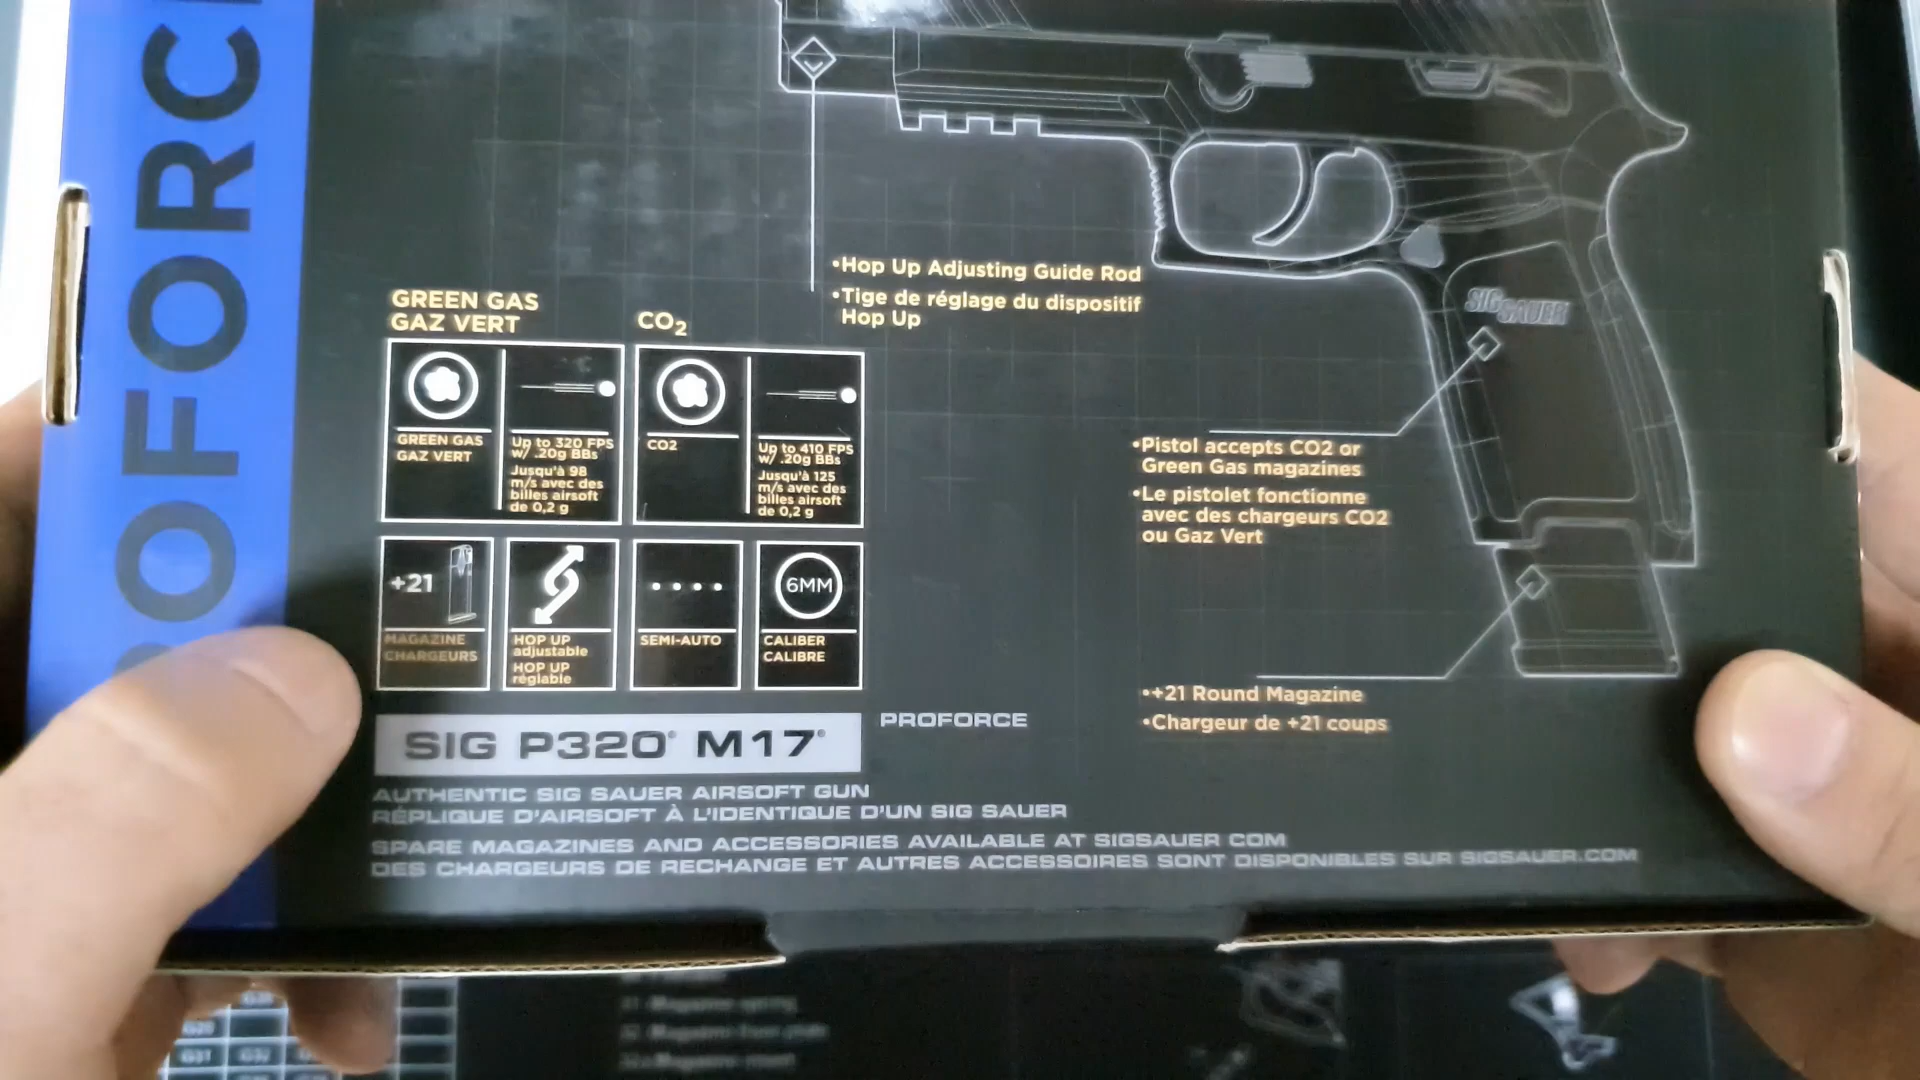 PROFORC
•Hop Up Adjusting Guide Rod
•Tige de réglage du dispositif
Hop Up
GREEN GAS
GAZ VERT
CO2
GREEN GAS
GAZ VERT
Up to 320 FPS
w/ .20g BBs
Jusqu'à 98
m/s avec des
billes airsoft
de 0,2 g
CO2
Up to 410 FPS
w/ .20g BBs
Jusqu'à 125
m/s avec des
billes airsoft
de 0,2 g
SIG SAUER
•Pistol accepts CO2 or
Green Gas magazines
•Le pistolet fonctionne
avec des chargeurs CO2
ou Gaz Vert
+21
MAGAZINE
CHARGEURS
HOP UP
adjustable
HOP UP
réglable
SEMI-AUTO
6MM
CALIBER
CALIBRE
•+21 Round Magazine
•Chargeur de +21 coups
SIG P320® M17®
PROFORCE
AUTHENTIC SIG SAUER AIRSOFT GUN
RÉPLIQUE D'AIRSOFT À L'IDENTIQUE D'UN SIG SAUER
SPARE MAGAZINES AND ACCESSORIES AVAILABLE AT SIGSAUER.COM
DES CHARGEURS DE RECHANGE ET AUTRES ACCESSOIRES SONT DISPONIBLES SUR SIGSAUER.COM
Magazine spring